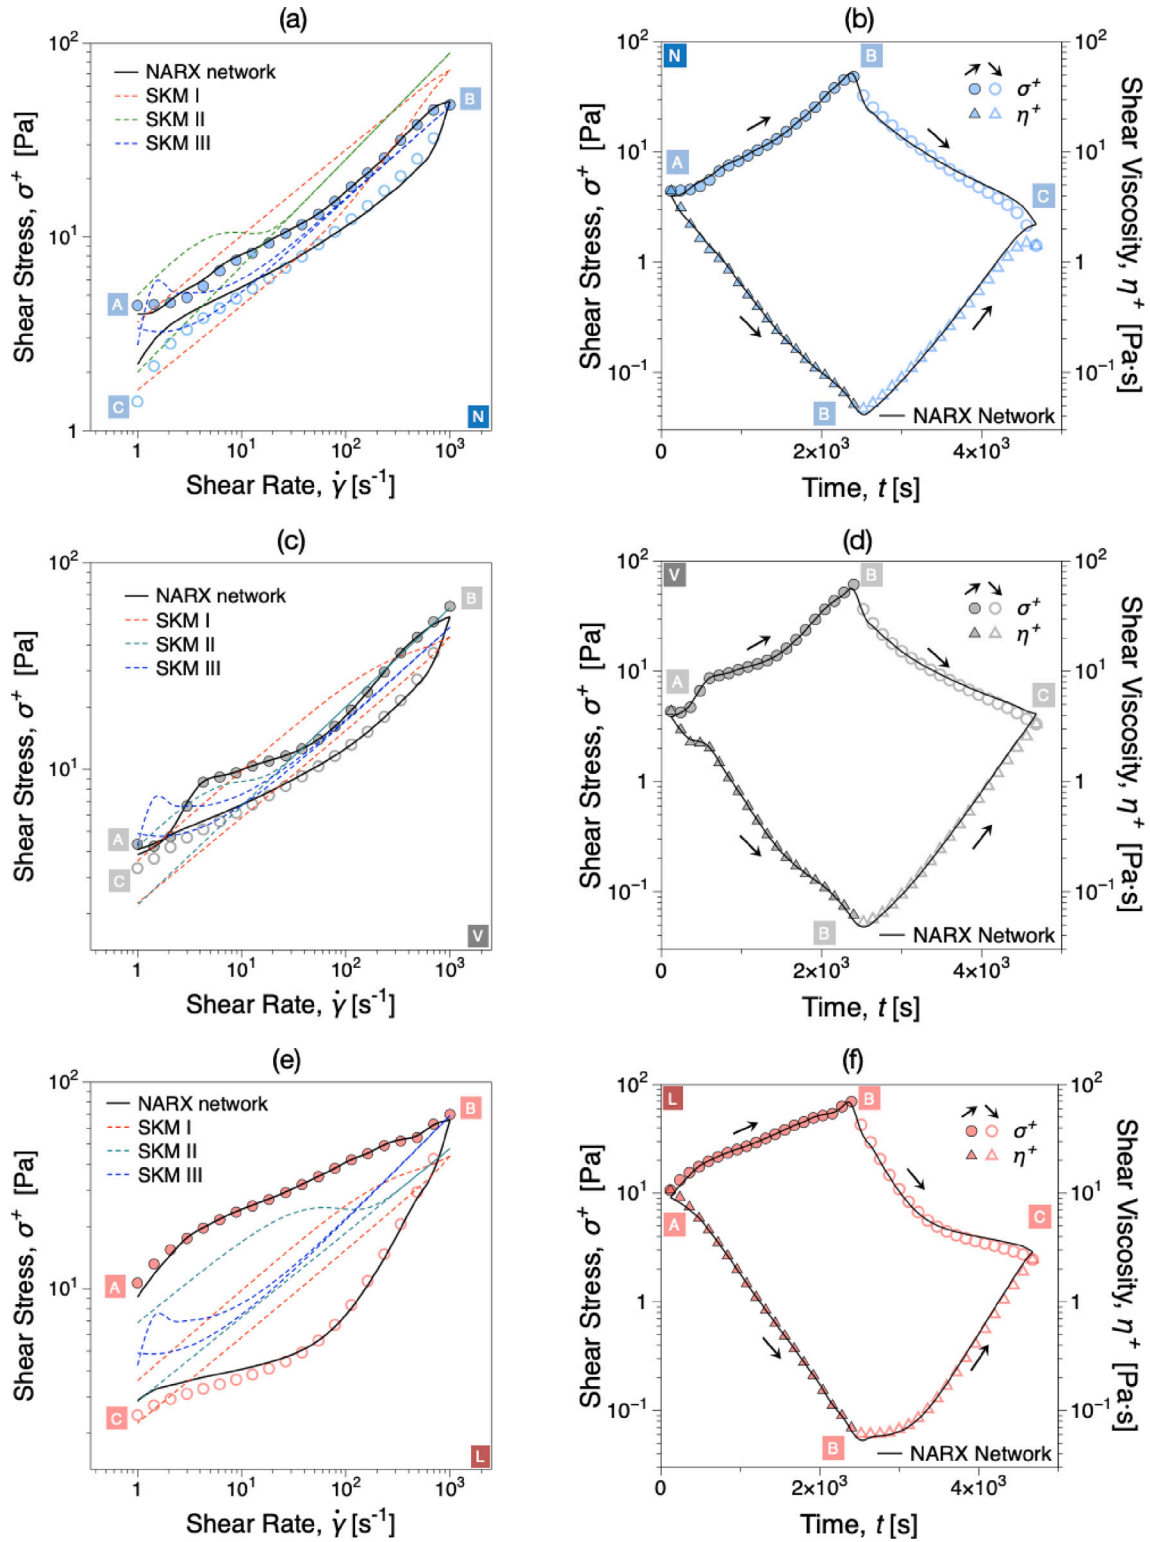 (a)
10²
10¹
1
Shear Stress, σ⁺ [Pa]
NARX network
SKM I
SKM II
SKM III
A
B
C
N
1
10¹
10²
10³
Shear Rate, γ̇ [s⁻¹]
(b)
10²
10¹
1
10⁻¹
Shear Stress, σ⁺ [Pa]
N
B
σ⁺
η⁺
A
C
B
NARX Network
10²
10¹
1
10⁻¹
Shear Viscosity, η⁺ [Pa·s]
0
2×10³
4×10³
Time, t [s]
(c)
10²
10¹
Shear Stress, σ⁺ [Pa]
NARX network
SKM I
SKM II
SKM III
B
A
C
V
1
10¹
10²
10³
Shear Rate, γ̇ [s⁻¹]
(d)
10²
10¹
1
10⁻¹
Shear Stress, σ⁺ [Pa]
V
B
σ⁺
η⁺
A
C
B
NARX Network
10²
10¹
1
10⁻¹
Shear Viscosity, η⁺ [Pa·s]
0
2×10³
4×10³
Time, t [s]
(e)
10²
10¹
Shear Stress, σ⁺ [Pa]
NARX network
SKM I
SKM II
SKM III
B
A
C
L
1
10¹
10²
10³
Shear Rate, γ̇ [s⁻¹]
(f)
10²
10¹
1
10⁻¹
Shear Stress, σ⁺ [Pa]
L
B
σ⁺
η⁺
A
C
B
NARX Network
10²
10¹
1
10⁻¹
Shear Viscosity, η⁺ [Pa·s]
0
2×10³
4×10³
Time, t [s]